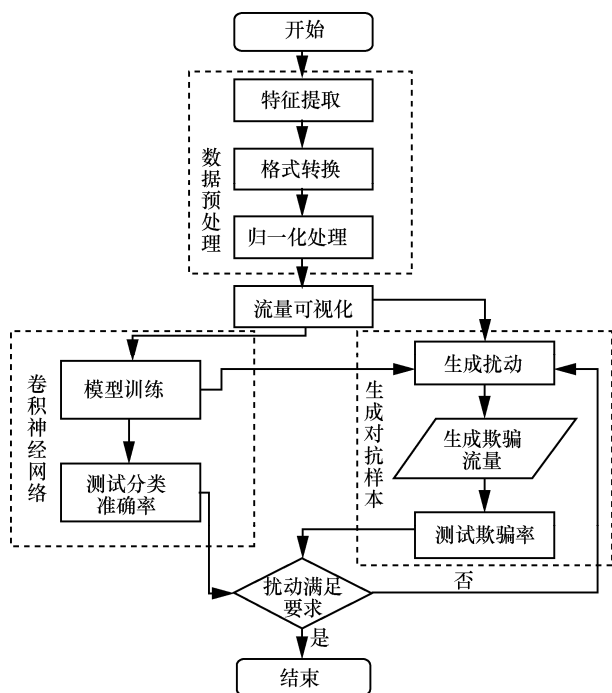 开始
特征提取
格式转换
归一化处理
数据预处理
流量可视化
模型训练
测试分类
准确率
卷积神经网络
生成扰动
生成欺骗
流量
测试欺骗率
生成对抗样本
扰动满足
要求
否
是
结束